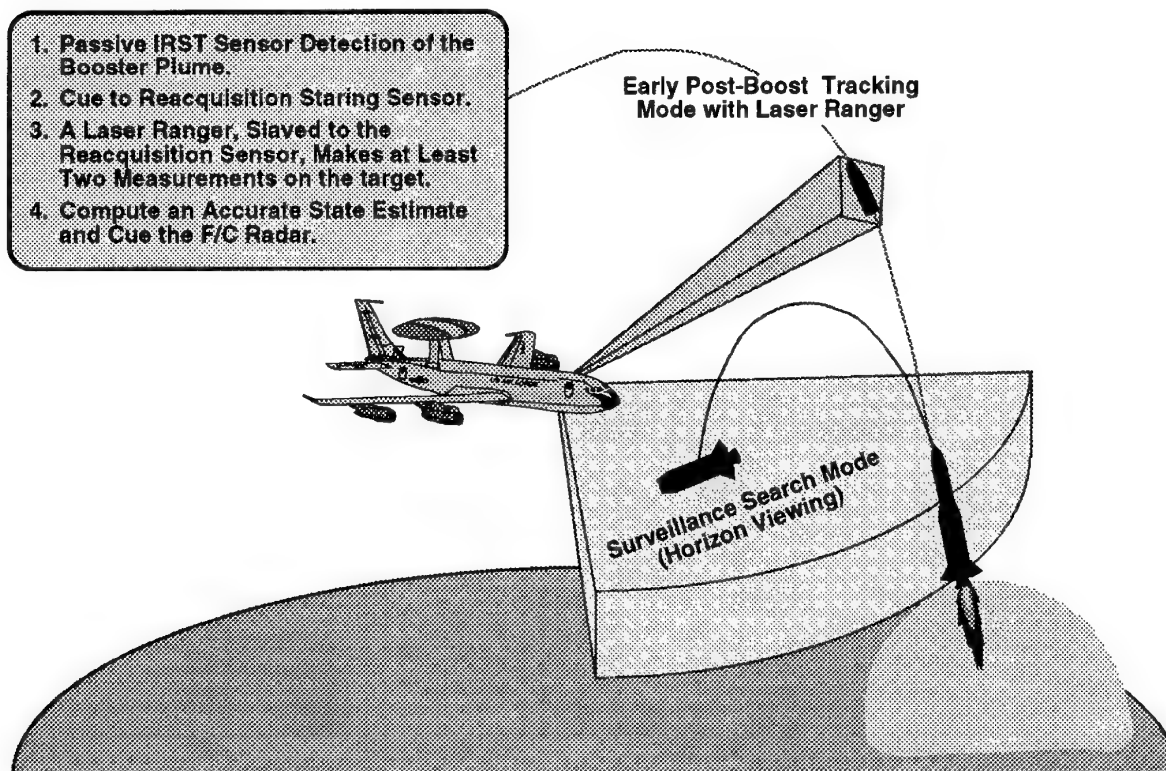 1. Passive IRST Sensor Detection of the
Booster Plume.
2. Cue to Reacquisition Staring Sensor.
3. A Laser Ranger, Slaved to the
Reacquisition Sensor, Makes at Least
Two Measurements on the target.
4. Compute an Accurate State Estimate
and Cue the F/C Radar.
Early Post-Boost Tracking
Mode with Laser Ranger
Surveillance Search Mode
(Horizon Viewing)